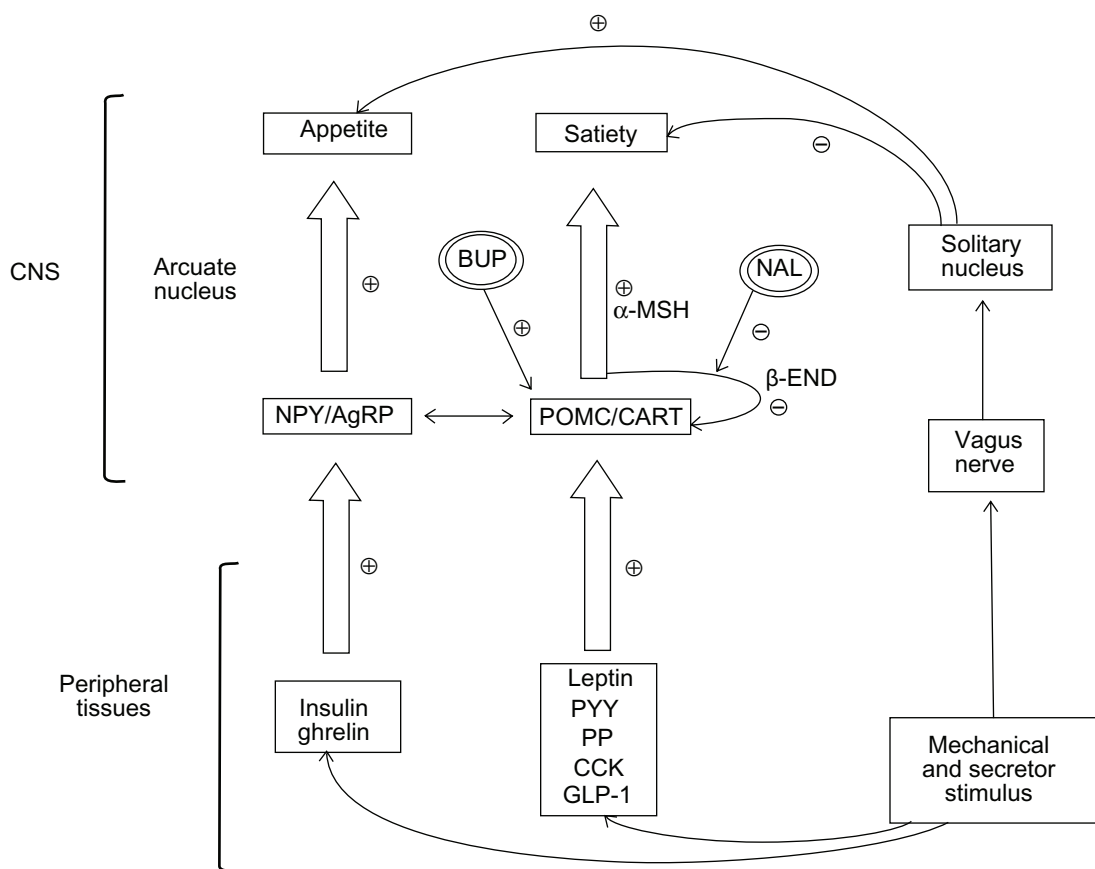 ⊕
Appetite
Satiety
⊖
CNS
Arcuate
nucleus
BUP
NAL
Solitary
nucleus
⊕
⊕
α-MSH
⊕
⊖
β-END
⊖
NPY/AgRP
POMC/CART
Vagus
nerve
⊕
⊕
Peripheral
tissues
Insulin
ghrelin
Leptin
PYY
PP
CCK
GLP-1
Mechanical
and secretor
stimulus